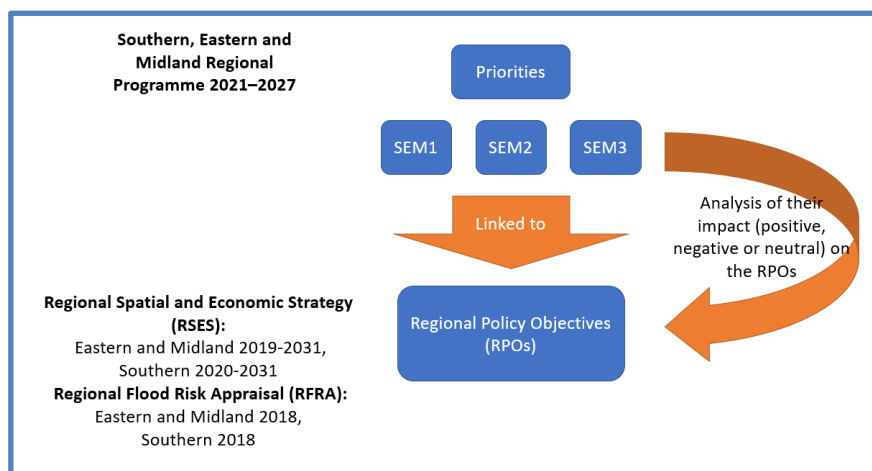 Southern, Eastern and
Midland Regional
Programme 2021–2027
Priorities
SEM1
SEM2
SEM3
Linked to
Analysis of their
impact (positive,
negative or neutral) on
the RPOs
Regional Spatial and Economic Strategy
(RSES):
Eastern and Midland 2019-2031,
Southern 2020-2031
Regional Flood Risk Appraisal (RFRA):
Eastern and Midland 2018,
Southern 2018
Regional Policy Objectives
(RPOs)